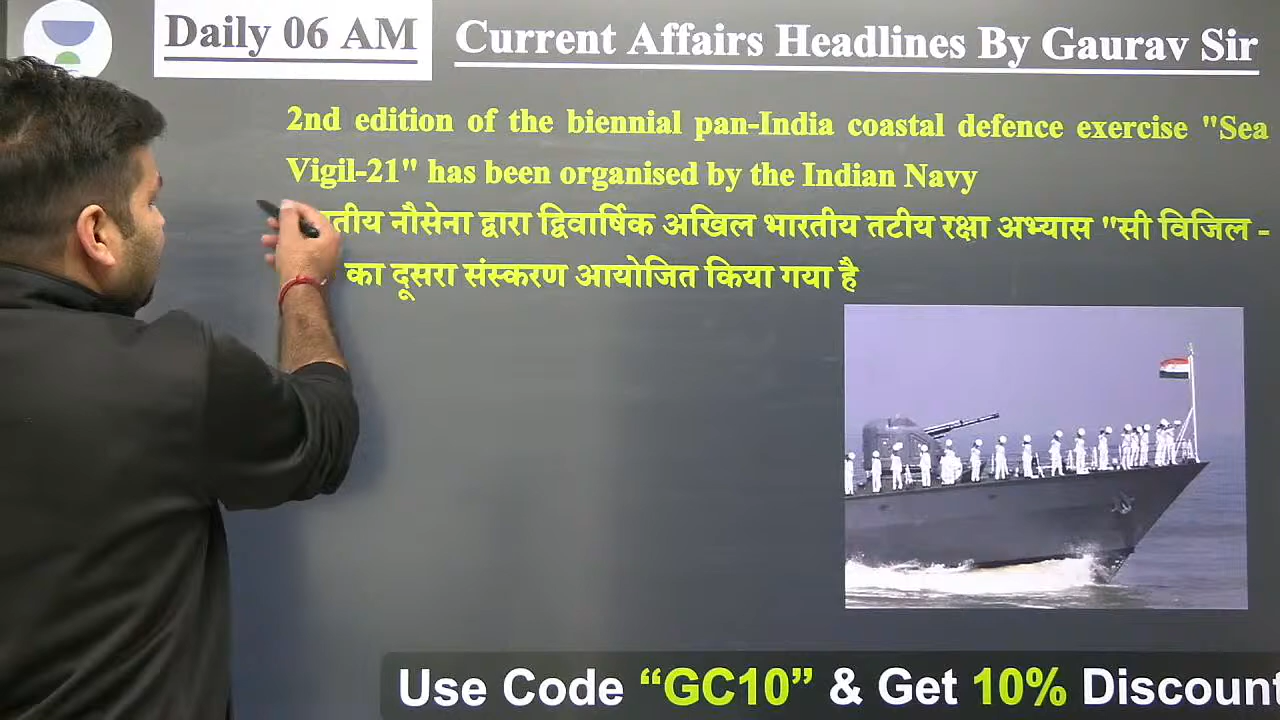 Daily 06 AM
Current Affairs Headlines By Gaurav Sir
2nd edition of the biennial pan-India coastal defence exercise "Sea
Vigil-21" has been organised by the Indian Navy
नौसेना द्वारा द्विवार्षिक अखिल भारतीय तटीय रक्षा अभ्यास "सी विजिल -
का दूसरा संस्करण आयोजित किया गया है
Use Code “GC10” & Get 10% Discount